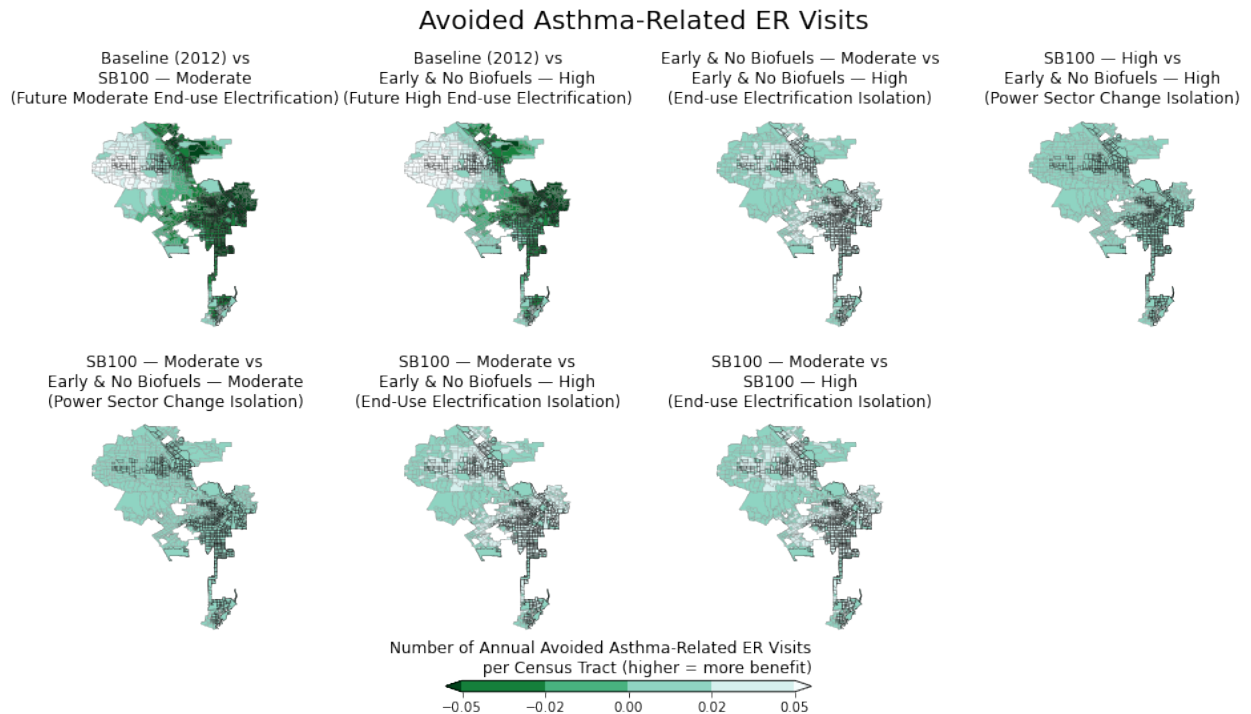 Avoided Asthma-Related ER Visits
Baseline (2012) vs
SB100 — Moderate
(Future Moderate End-use Electrification)
Baseline (2012) vs
Early & No Biofuels — High
(Future High End-use Electrification)
Early & No Biofuels — Moderate vs
Early & No Biofuels — High
(End-use Electrification Isolation)
SB100 — High vs
Early & No Biofuels — High
(Power Sector Change Isolation)
SB100 — Moderate vs
Early & No Biofuels — Moderate
(Power Sector Change Isolation)
SB100 — Moderate vs
Early & No Biofuels — High
(End-Use Electrification Isolation)
SB100 — Moderate vs
SB100 — High
(End-use Electrification Isolation)
Number of Annual Avoided Asthma-Related ER Visits
per Census Tract (higher = more benefit)
−0.05 −0.02 0.00 0.02 0.05